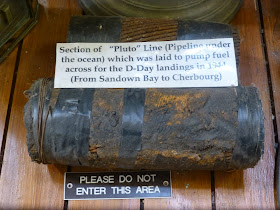 Section of "Pluto" Line (Pipeline under
the ocean) which was laid to pump fuel
across for the D-Day landings in 1944
(From Sandown Bay to Cherbourg)
PLEASE DO NOT
ENTER THIS AREA